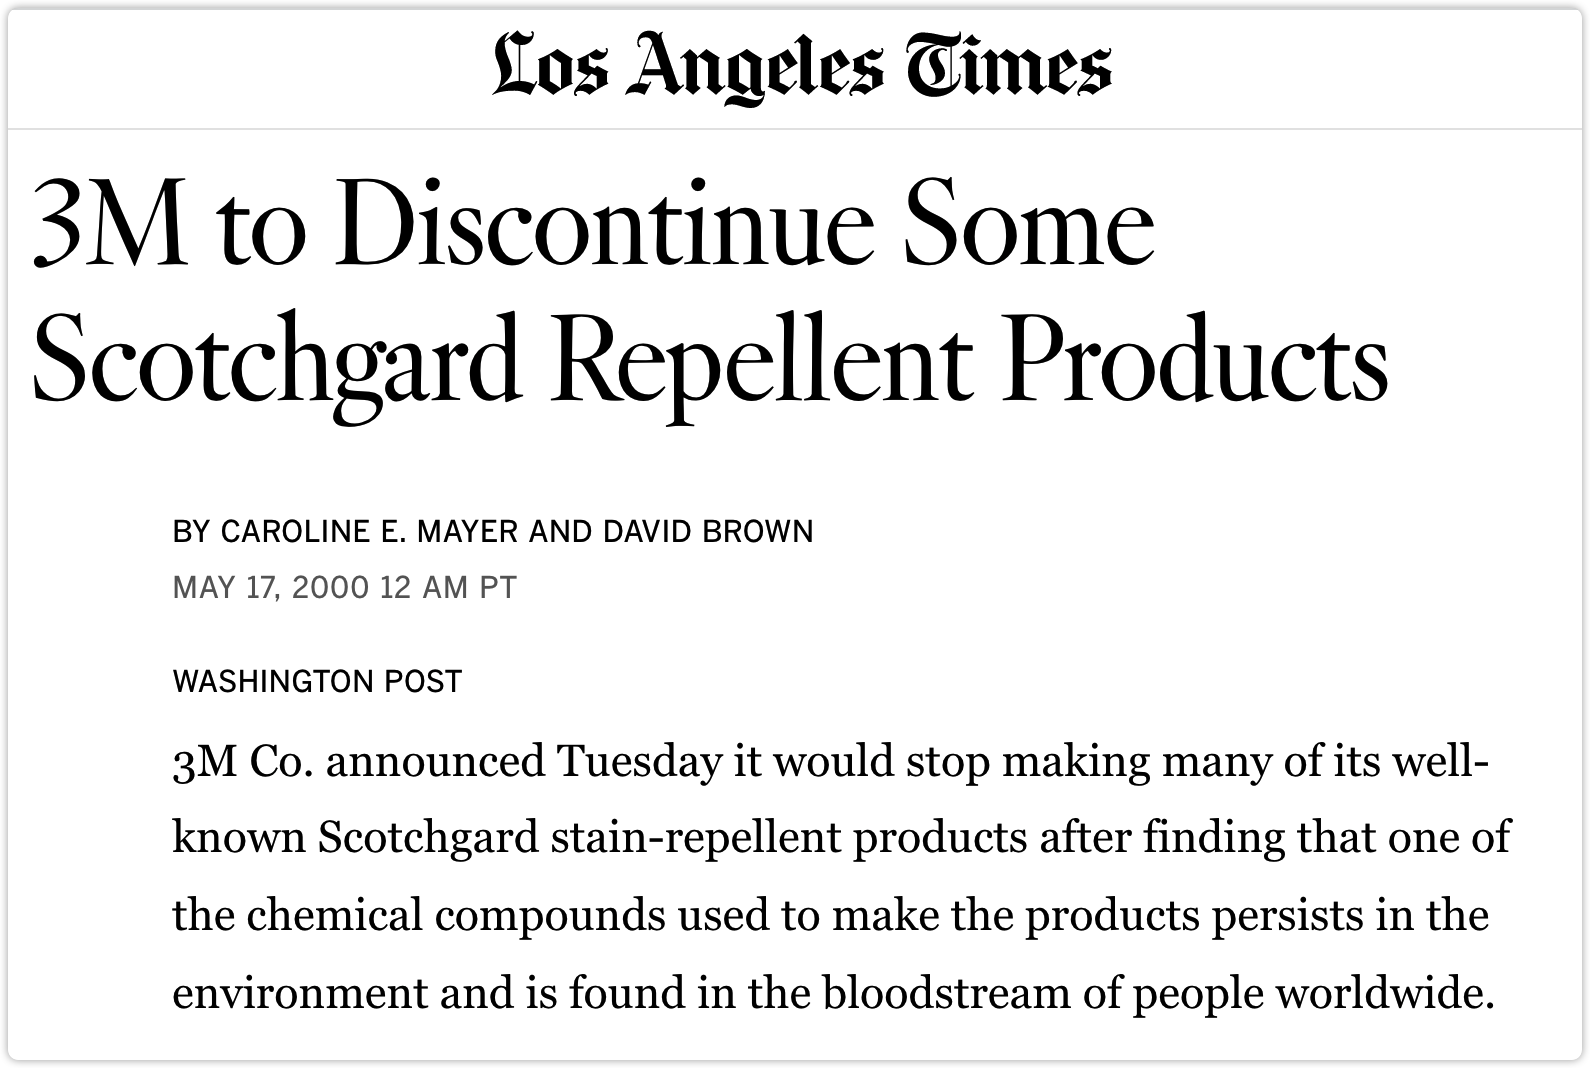 Los Angeles Times
3M to Discontinue Some
Scotchgard Repellent Products
BY CAROLINE E. MAYER AND DAVID BROWN
MAY 17, 2000 12 AM PT
WASHINGTON POST
3M Co. announced Tuesday it would stop making many of its well-
known Scotchgard stain-repellent products after finding that one of
the chemical compounds used to make the products persists in the
environment and is found in the bloodstream of people worldwide.